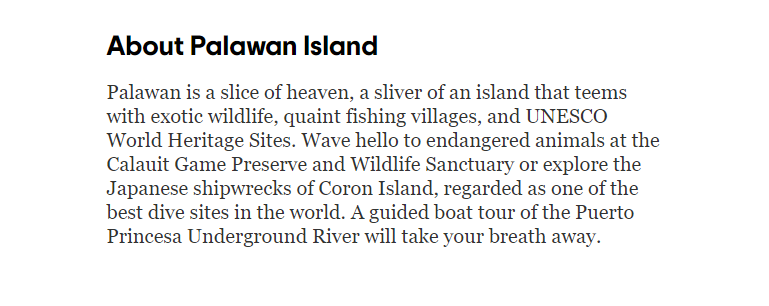 About Palawan Island
Palawan is a slice of heaven, a sliver of an island that teems
with exotic wildlife, quaint fishing villages, and UNESCO
World Heritage Sites. Wave hello to endangered animals at the
Calauit Game Preserve and Wildlife Sanctuary or explore the
Japanese shipwrecks of Coron Island, regarded as one of the
best dive sites in the world. A guided boat tour of the Puerto
Princesa Underground River will take your breath away.